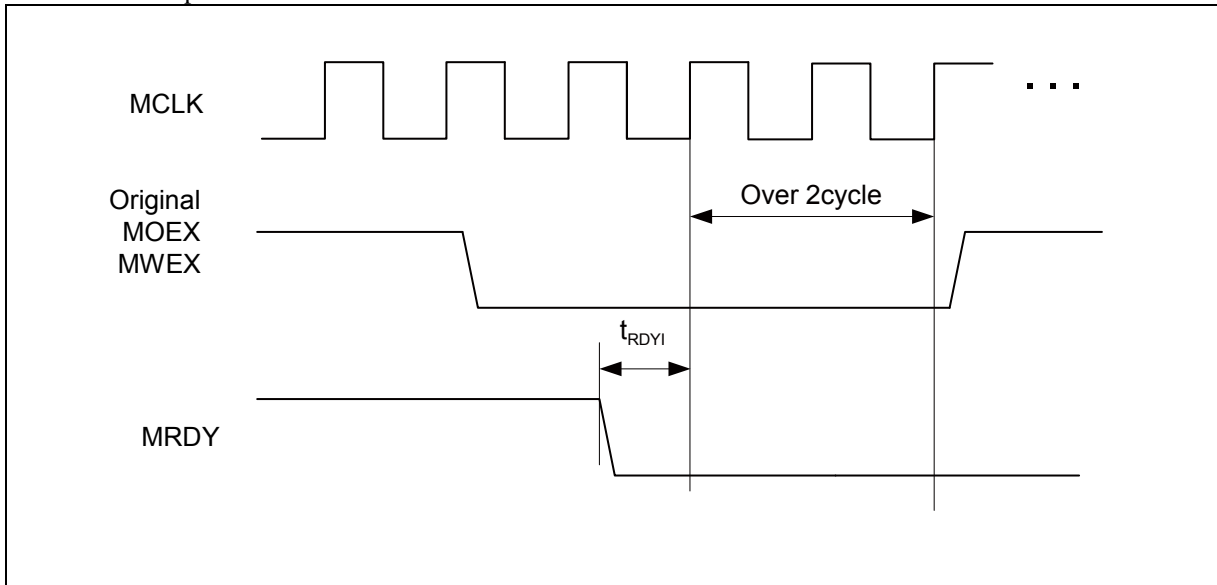 MCLK
. . .
Original
MOEX
MWEX
Over 2cycle
tRDYI
MRDY